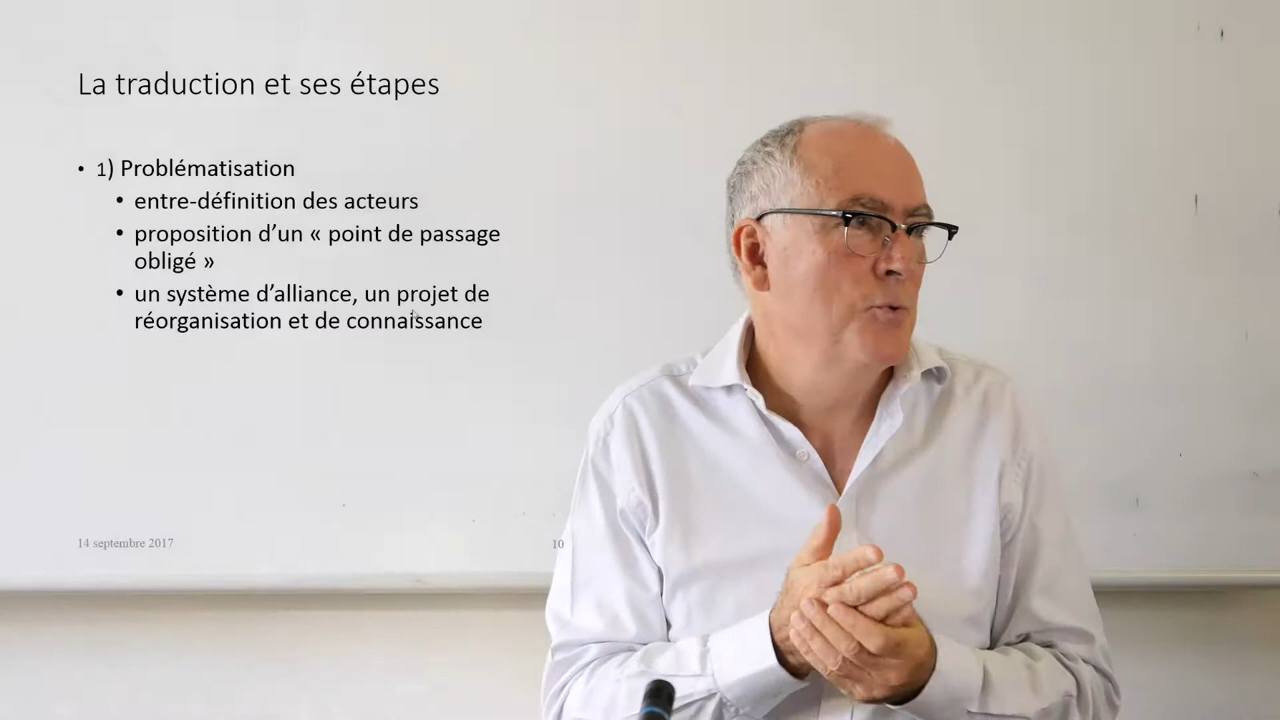 La traduction et ses étapes
• 1) Problématisation
• entre-définition des acteurs
• proposition d’un « point de passage
obligé »
• un système d’alliance, un projet de
réorganisation et de connaissance
14 septembre 2017
10